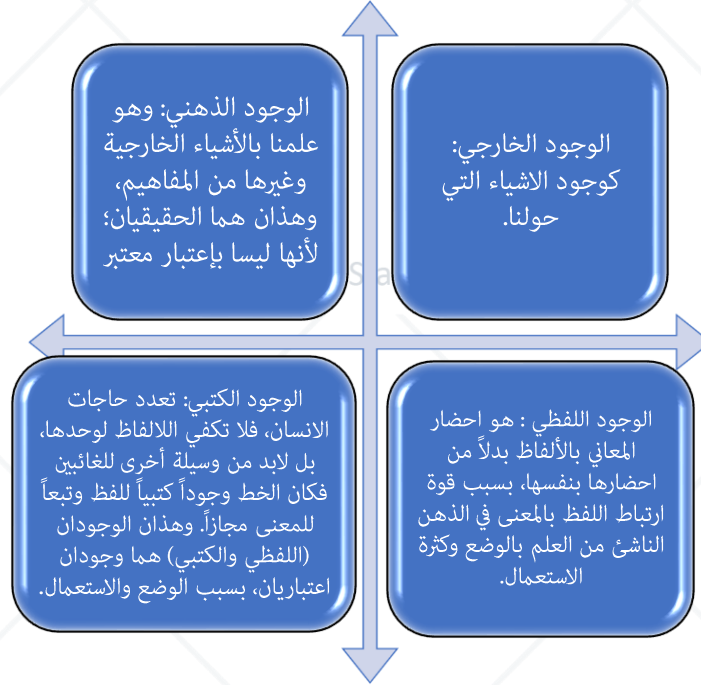 الوجود الخارجي:
كوجود الاشياء التي
حولنا.
الوجود الذهني: وهو
علمنا بالأشياء الخارجية
وغيرها من المفاهيم،
وهذان هما الحقيقيان؛
لأنها ليسا بإعتبار معتبر
الوجود اللفظي : هو احضار
المعاني بالألفاظ بدلاً من
احضارها بنفسها، بسبب قوة
ارتباط اللفظ بالمعنى في الذهن
الناشئ من العلم بالوضع وكثرة
الاستعمال.
الوجود الكتبي: تعدد حاجات
الانسان، فلا تكفي اللالفاظ لوحدها،
بل لابد من وسيلة أخرى للغائبين
فكان الخط وجوداً كتبياً للفظ وتبعاً
للمعنى مجازاً. وهذان الوجودان
(اللفظي والكتبي) هما وجودان
اعتباريان، بسبب الوضع والاستعمال.